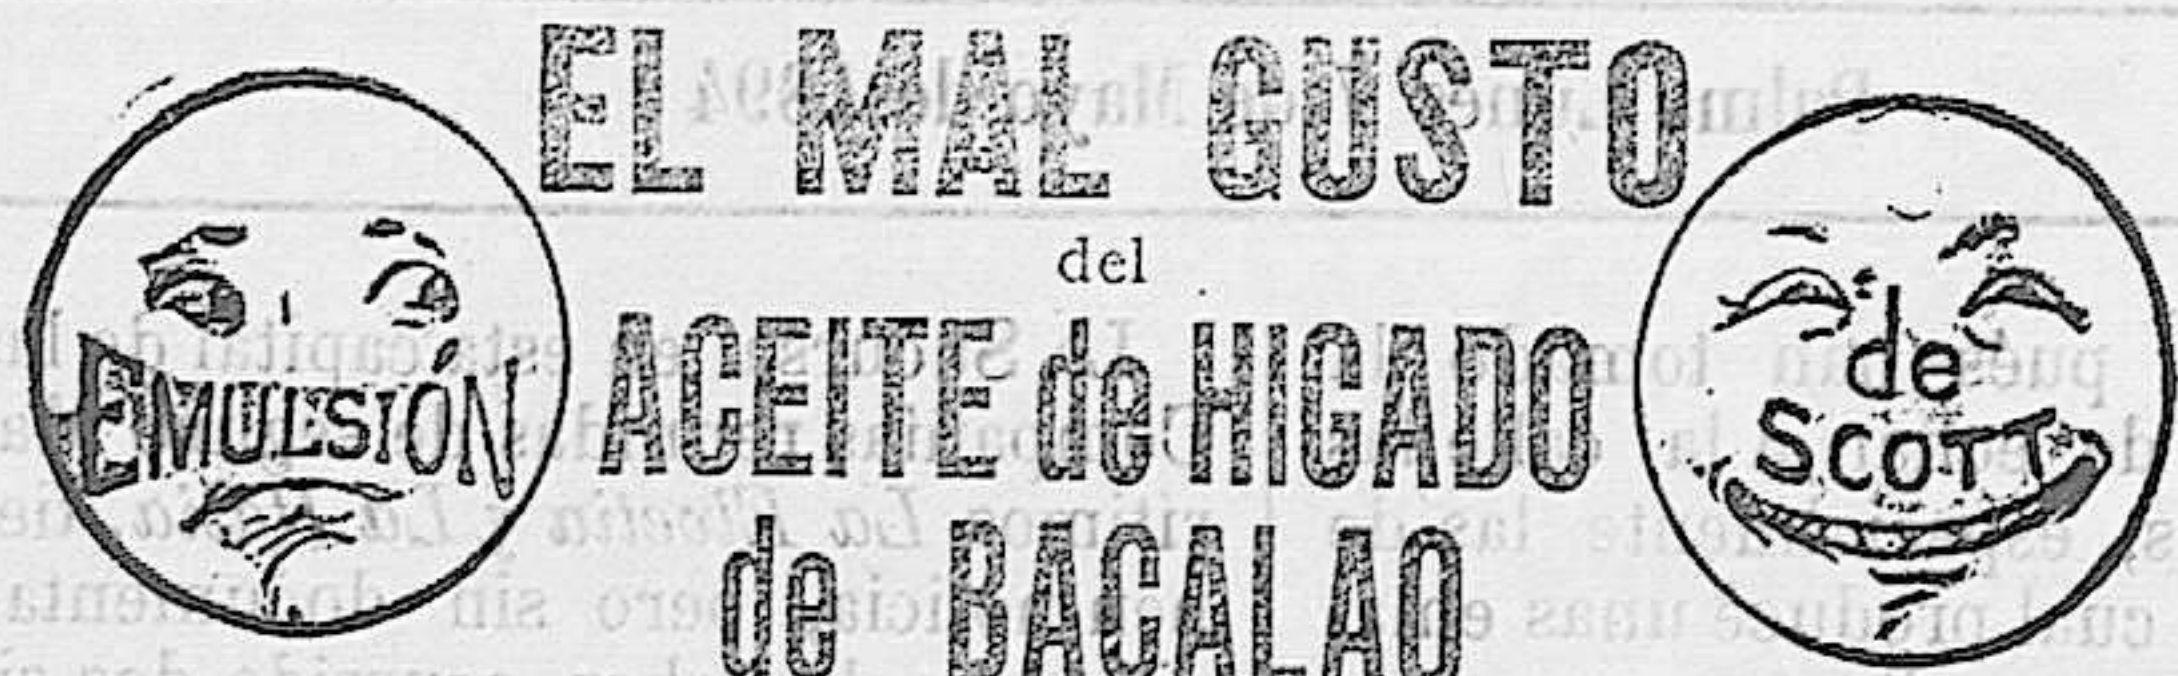 EL MAL GUSTO
del
ACEITE de HIGADO
de BACALAO
EMULSIÓN
de
SCOTT